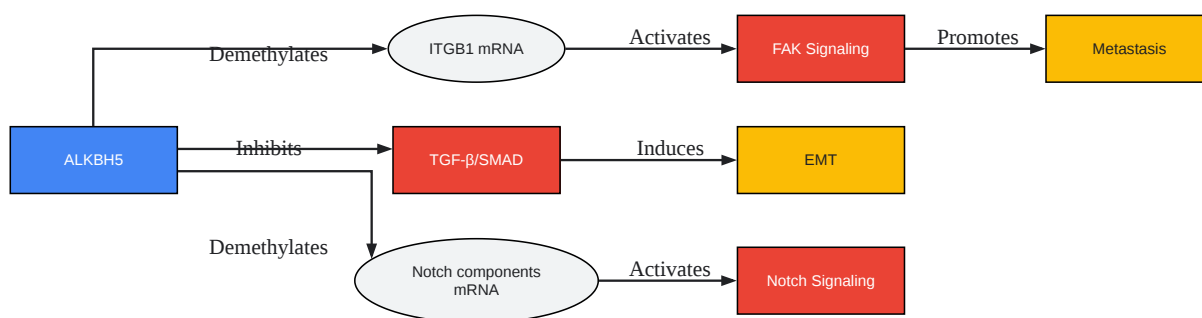 Demethylates
ITGB1 mRNA
Activates
FAK Signaling
Promotes
Metastasis
ALKBH5
Inhibits
TGF-β/SMAD
Induces
EMT
Demethylates
Notch components
mRNA
Activates
Notch Signaling